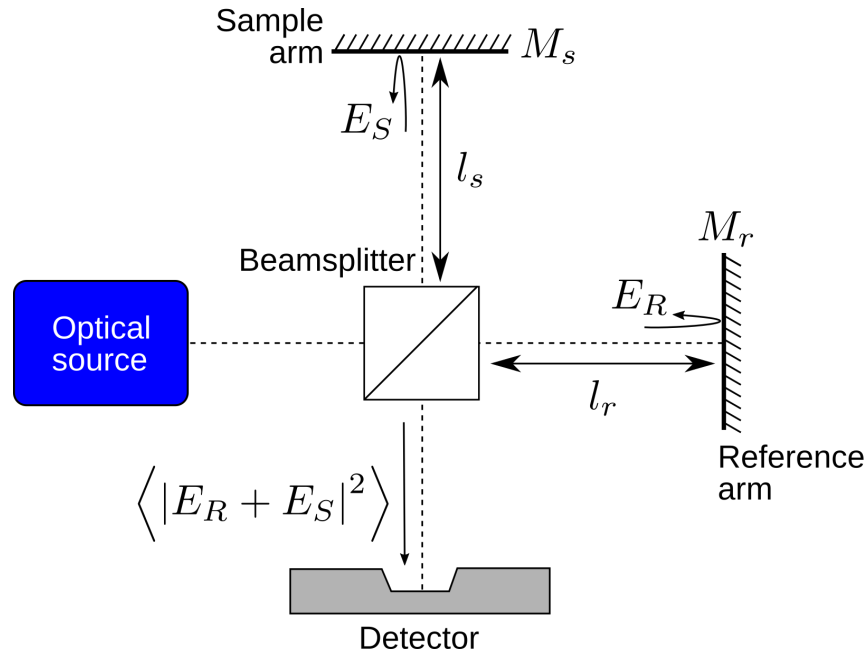 Sample
arm
M_s
E_S
l_s
M_r
Beamsplitter
E_R
Optical
source
l_r
Reference
arm
⟨|E_R + E_S|^2⟩
Detector